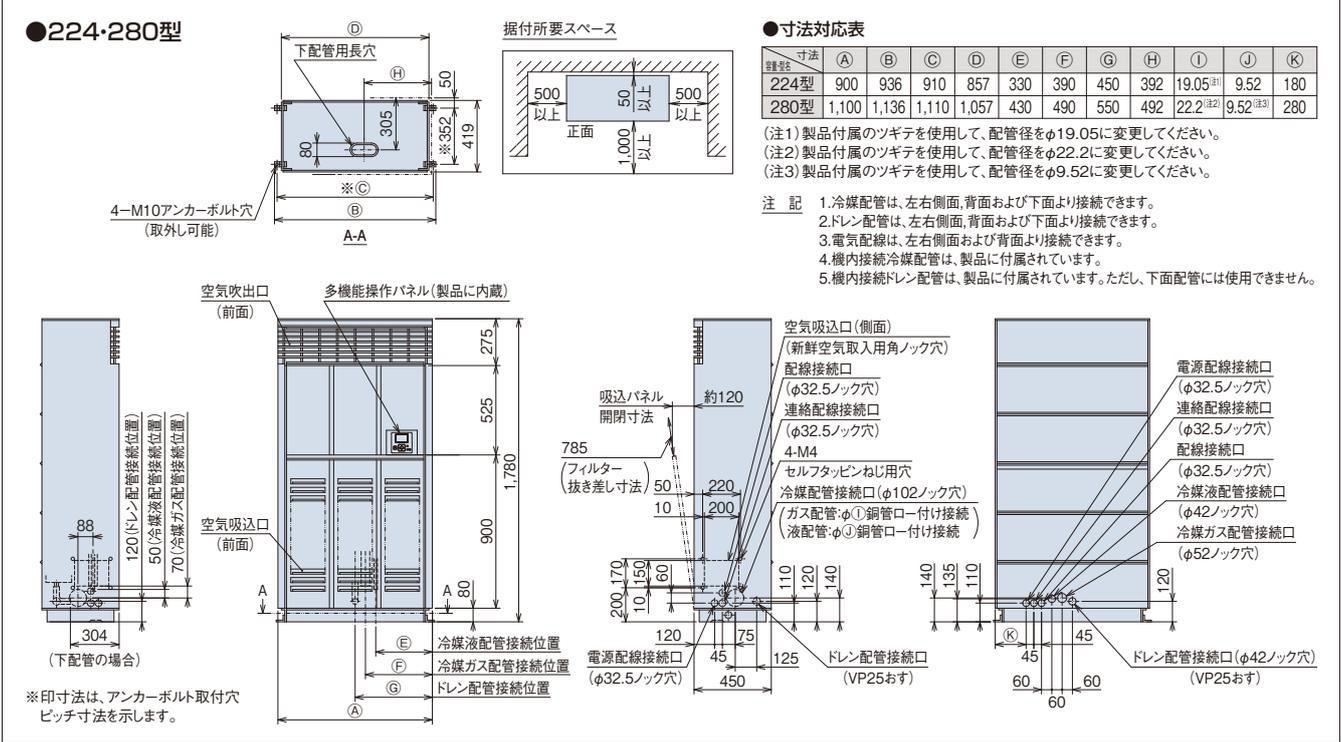 ●224・280型
Ⓓ
下配管用長穴
Ⓗ
50
305
※352
419
80
※Ⓒ
Ⓑ
4－M10アンカーボルト穴
(取外し可能)
A-A
据付所要スペース
500
以上
50
以上
500
以上
正面
1,000
以上
●寸法対応表
寸法
容量・型名
Ⓐ Ⓑ Ⓒ Ⓓ Ⓔ Ⓕ Ⓖ Ⓗ Ⓘ Ⓙ Ⓚ
224型 900 936 910 857 330 390 450 392 19.05(注1) 9.52 180
280型 1,100 1,136 1,110 1,057 430 490 550 492 22.2(注2) 9.52(注3) 280
(注1)製品付属のツギテを使用して、配管径をφ19.05に変更してください。
(注2)製品付属のツギテを使用して、配管径をφ22.2に変更してください。
(注3)製品付属のツギテを使用して、配管径をφ9.52に変更してください。
注 記 1.冷媒配管は、左右側面,背面および下面より接続できます。
2.ドレン配管は、左右側面,背面および下面より接続できます。
3.電気配線は、左右側面および背面より接続できます。
4.機内接続冷媒配管は、製品に付属されています。
5.機内接続ドレン配管は、製品に付属されています。ただし、下面配管には使用できません。
88
120(ドレン配管接続位置)
50(冷媒液配管接続位置)
70(冷媒ガス配管接続位置)
304
(下配管の場合)
※印寸法は、アンカーボルト取付穴
ピッチ寸法を示します。
空気吹出口
(前面)
多機能操作パネル(製品に内蔵)
空気吸込口
(前面)
275
525
1,780
900
80
A
A
Ⓔ 冷媒液配管接続位置
Ⓕ 冷媒ガス配管接続位置
Ⓖ ドレン配管接続位置
Ⓐ
吸込パネル
開閉寸法
約120
785
(フィルター
抜き差し寸法)
50
10
220
200
170
150
60
200
10
110
120
140
120
75
45
125
450
空気吸込口(側面)
(新鮮空気取入用角ノック穴)
配線接続口
(φ32.5ノック穴)
連絡配線接続口
(φ32.5ノック穴)
4-M4
セルフタッピンねじ用穴
冷媒配管接続口(φ102ノック穴)
(ガス配管:φⒾ銅管ロー付け接続
液配管:φⒿ銅管ロー付け接続)
電源配線接続口
(φ32.5ノック穴)
ドレン配管接続口
(VP25おす)
電源配線接続口
(φ32.5ノック穴)
連絡配線接続口
(φ32.5ノック穴)
配線接続口
(φ32.5ノック穴)
冷媒液配管接続口
(φ42ノック穴)
冷媒ガス配管接続口
(φ52ノック穴)
140
135
110
120
Ⓚ
45
45
60
60
60
ドレン配管接続口(φ42ノック穴)
(VP25おす)